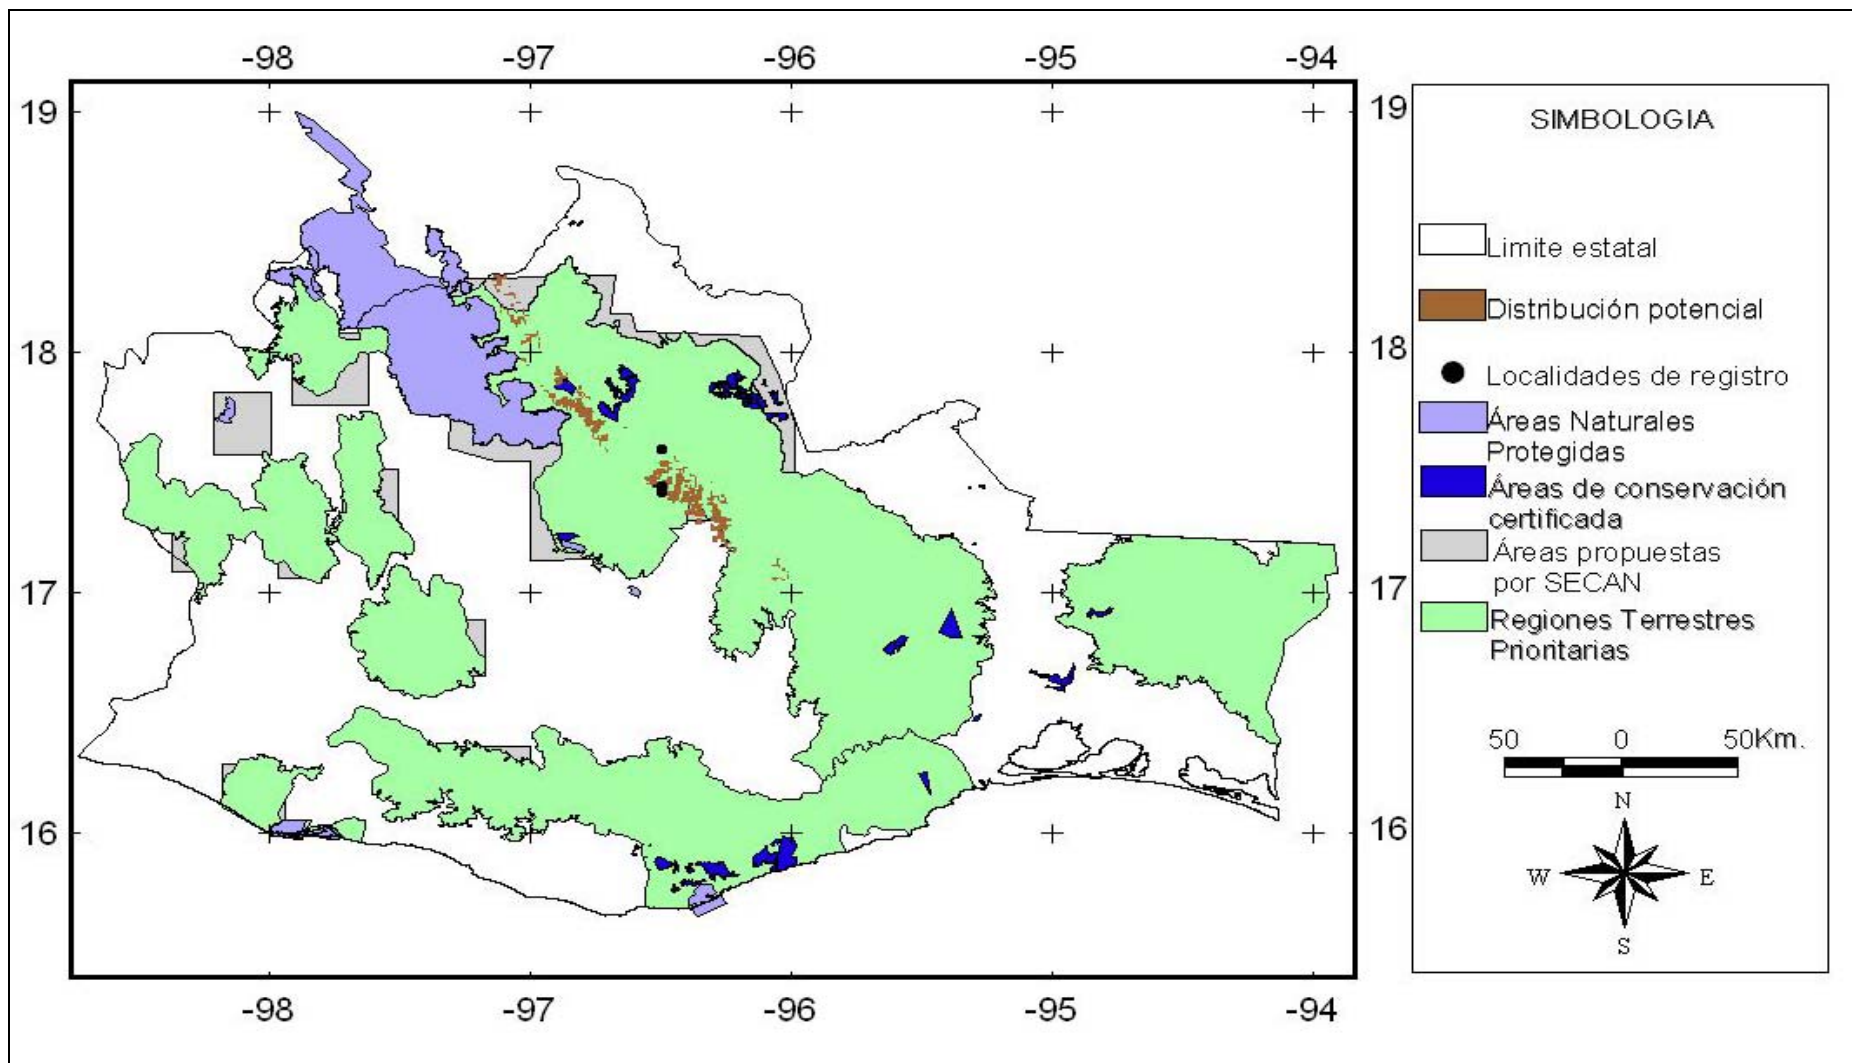 -98 -97 -96 -95 -94
19 19
18 18
17 17
16 16
-98 -97 -96 -95 -94
SIMBOLOGIA
Limite estatal
Distribución potencial
Localidades de registro
Áreas Naturales
Protegidas
Áreas de conservación
certificada
Áreas propuestas
por SECAN
Regiones Terrestres
Prioritarias
50 0 50Km.
N
W E
S